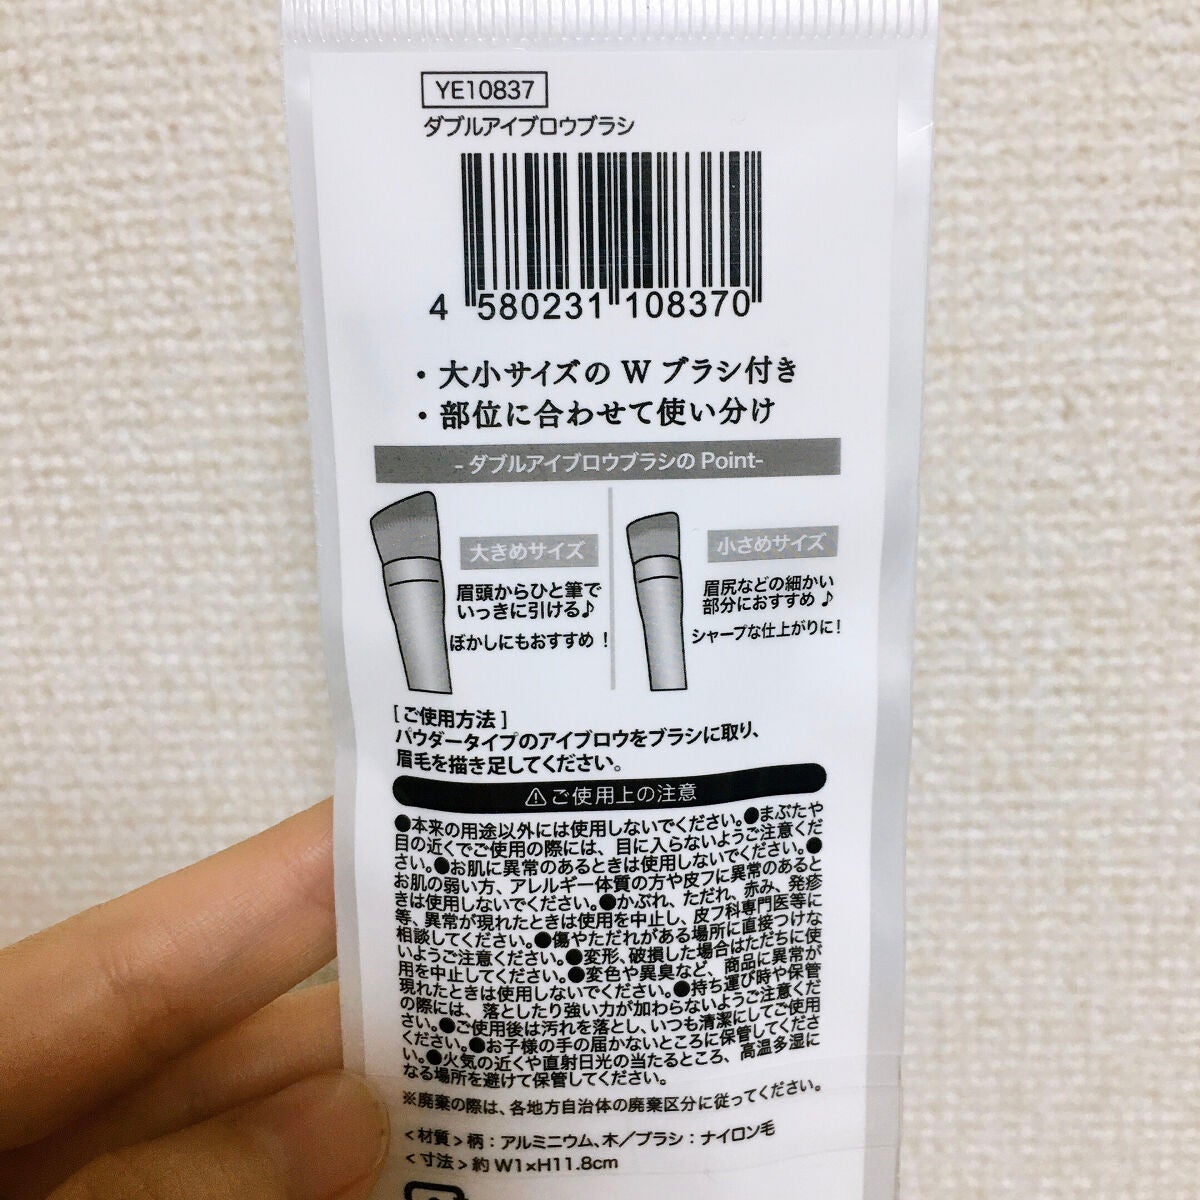 YE10837
ダブルアイブロウブラシ
4 580231 108370
・大小サイズの W ブラシ付き
・部位に合わせて使い分け
- ダブルアイブロウブラシの Point-
大きめサイズ
眉頭からひと筆で
いっきに引ける♪
ぼかしにもおすすめ！
小さめサイズ
眉尻などの細かい
部分におすすめ♪
シャープな仕上がりに！
[ ご使用方法 ]
パウダータイプのアイブロウをブラシに取り、
眉毛を描き足してください。
⚠ご使用上の注意
●本来の用途以外には使用しないでください。●まぶたや
目の近くでご使用の際には、目に入らないようご注意くだ
さい。●お肌に異常のあるときは使用しないでください。●
お肌の弱い方、アレルギー体質の方や皮フに異常のあると
きは使用しないでください。●かぶれ、ただれ、赤み、発疹
等、異常が現れたときは使用を中止し、皮フ科専門医等に
相談してください。●傷やただれがある場所に直接つけな
いようご注意ください。●変形、破損した場合はただちに使
用を中止してください。●変色や異臭など、商品に異常が
現れたときは使用しないでください。●持ち運び時や保管
の際には、落としたり強い力が加わらないようご注意くだ
さい。●ご使用後は汚れを落とし、いつも清潔にしてご使用
ください。●お子様の手の届かないところに保管してくださ
い。●火気の近くや直射日光の当たるところ、高温多湿に
なる場所を避けて保管してください。
※廃棄の際は、各地方自治体の廃棄区分に従ってください。
＜材質＞柄：アルミニウム、木／ブラシ：ナイロン毛
＜寸法＞約 W1×H11.8cm